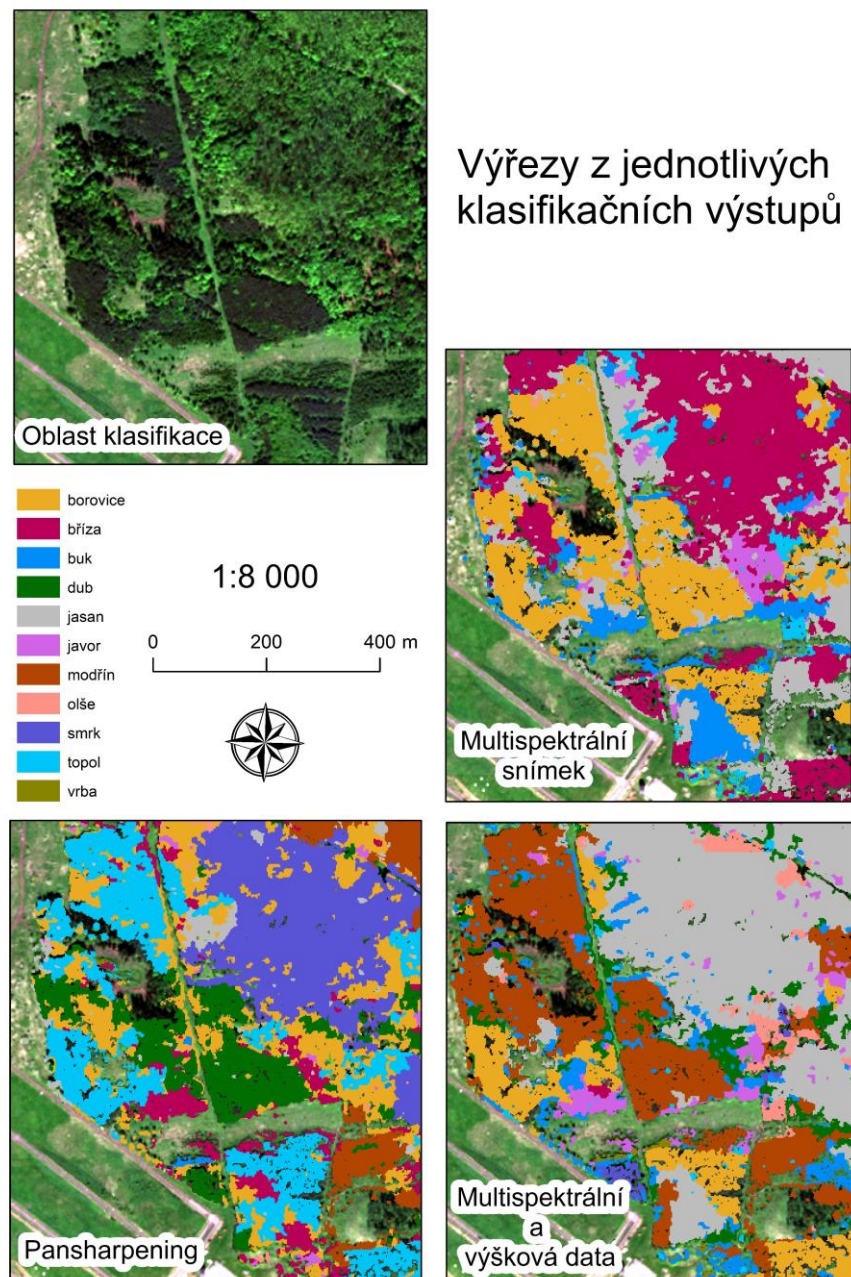 Výřezy z jednotlivých
klasifikačních výstupů
Oblast klasifikace
borovice
bříza
buk
dub
jasan
javor
modřín
olše
smrk
topol
vrba
1:8 000
0 200 400 m
Multispektrální
snímek
Pansharpening
Multispektrální
a
výšková data